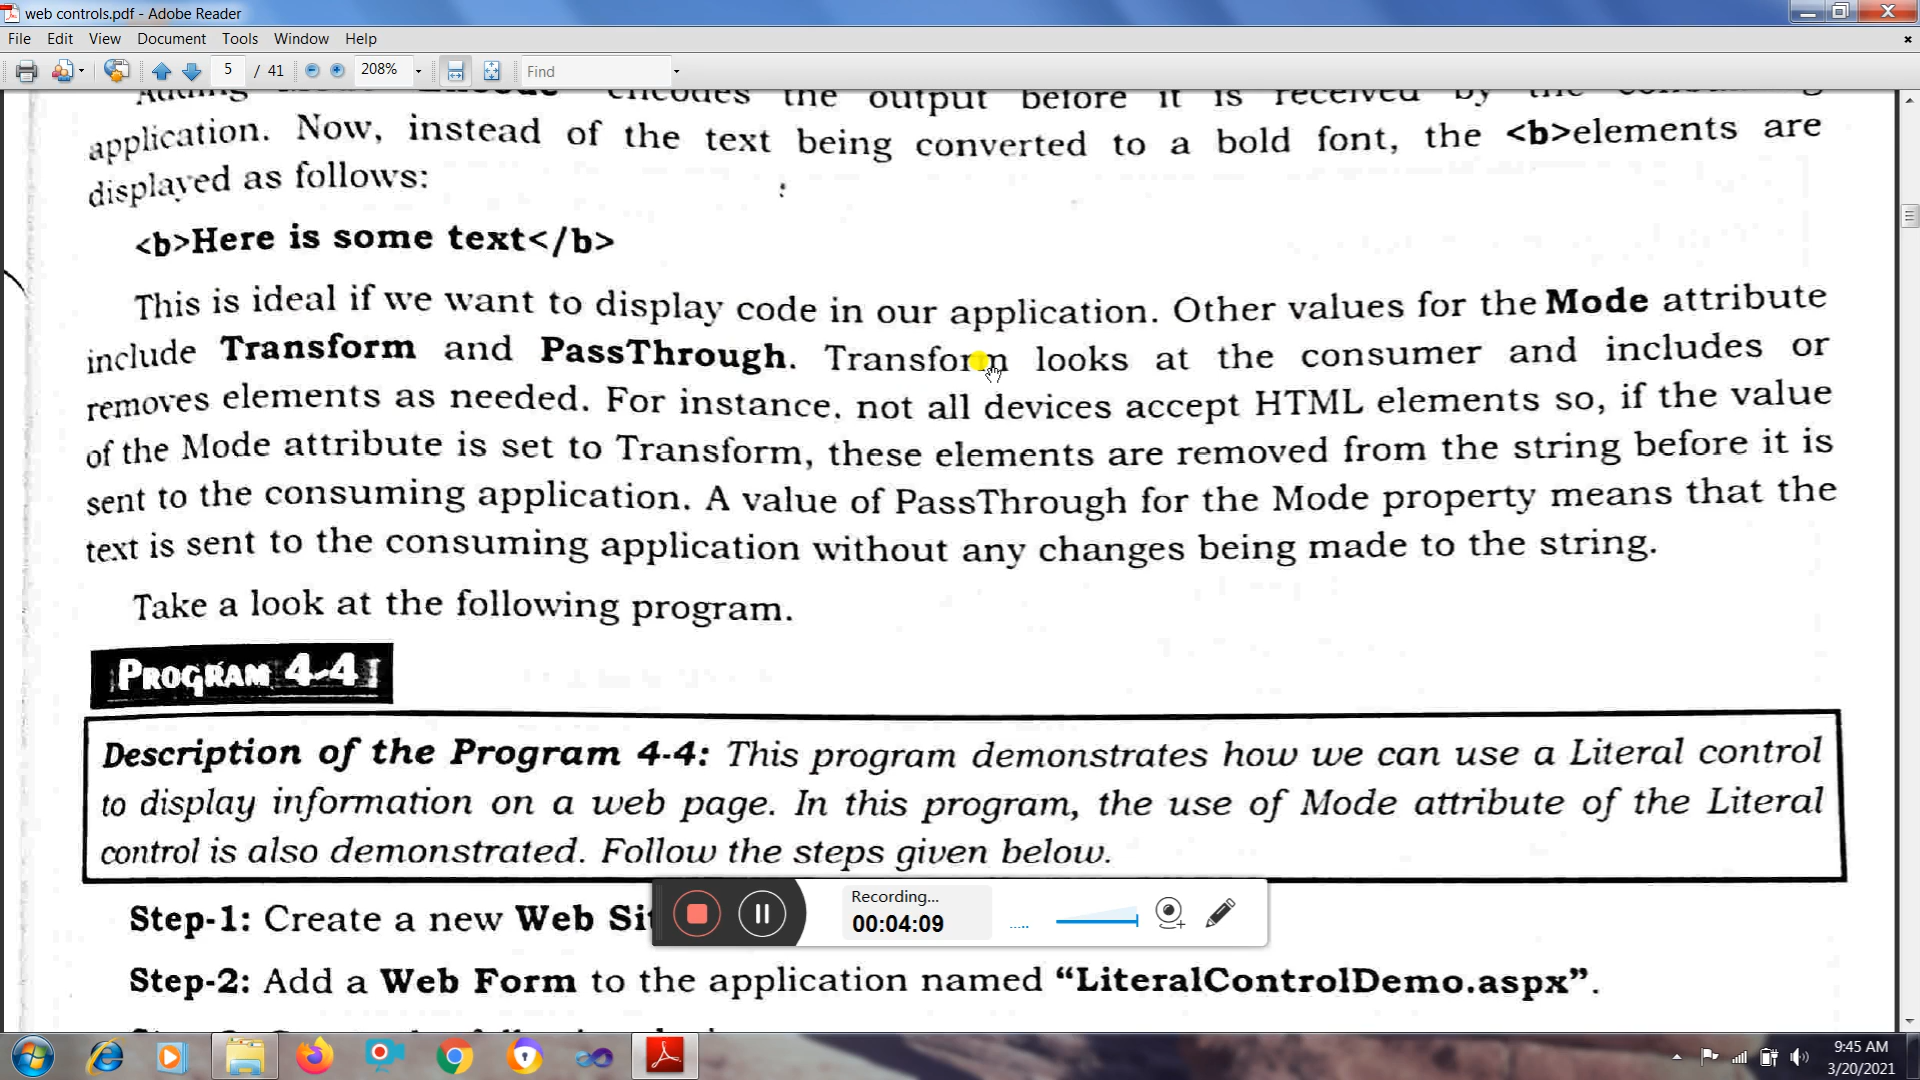 web controls.pdf - Adobe Reader
File Edit View Document Tools Window Help
5 / 41 208% Find
encodes the output before it is received by the
application. Now, instead of the text being converted to a bold font, the <b>elements are
displayed as follows:
<b>Here is some text</b>
This is ideal if we want to display code in our application. Other values for the Mode attribute
include Transform and PassThrough. Transform looks at the consumer and includes or
removes elements as needed. For instance, not all devices accept HTML elements so, if the value
of the Mode attribute is set to Transform, these elements are removed from the string before it is
sent to the consuming application. A value of PassThrough for the Mode property means that the
text is sent to the consuming application without any changes being made to the string.
Take a look at the following program.
PROGRAM 4-4
Description of the Program 4-4: This program demonstrates how we can use a Literal control
to display information on a web page. In this program, the use of Mode attribute of the Literal
control is also demonstrated. Follow the steps given below.
Step-1: Create a new Web Si
Recording...
00:04:09
Step-2: Add a Web Form to the application named “LiteralControlDemo.aspx”.
9:45 AM
3/20/2021